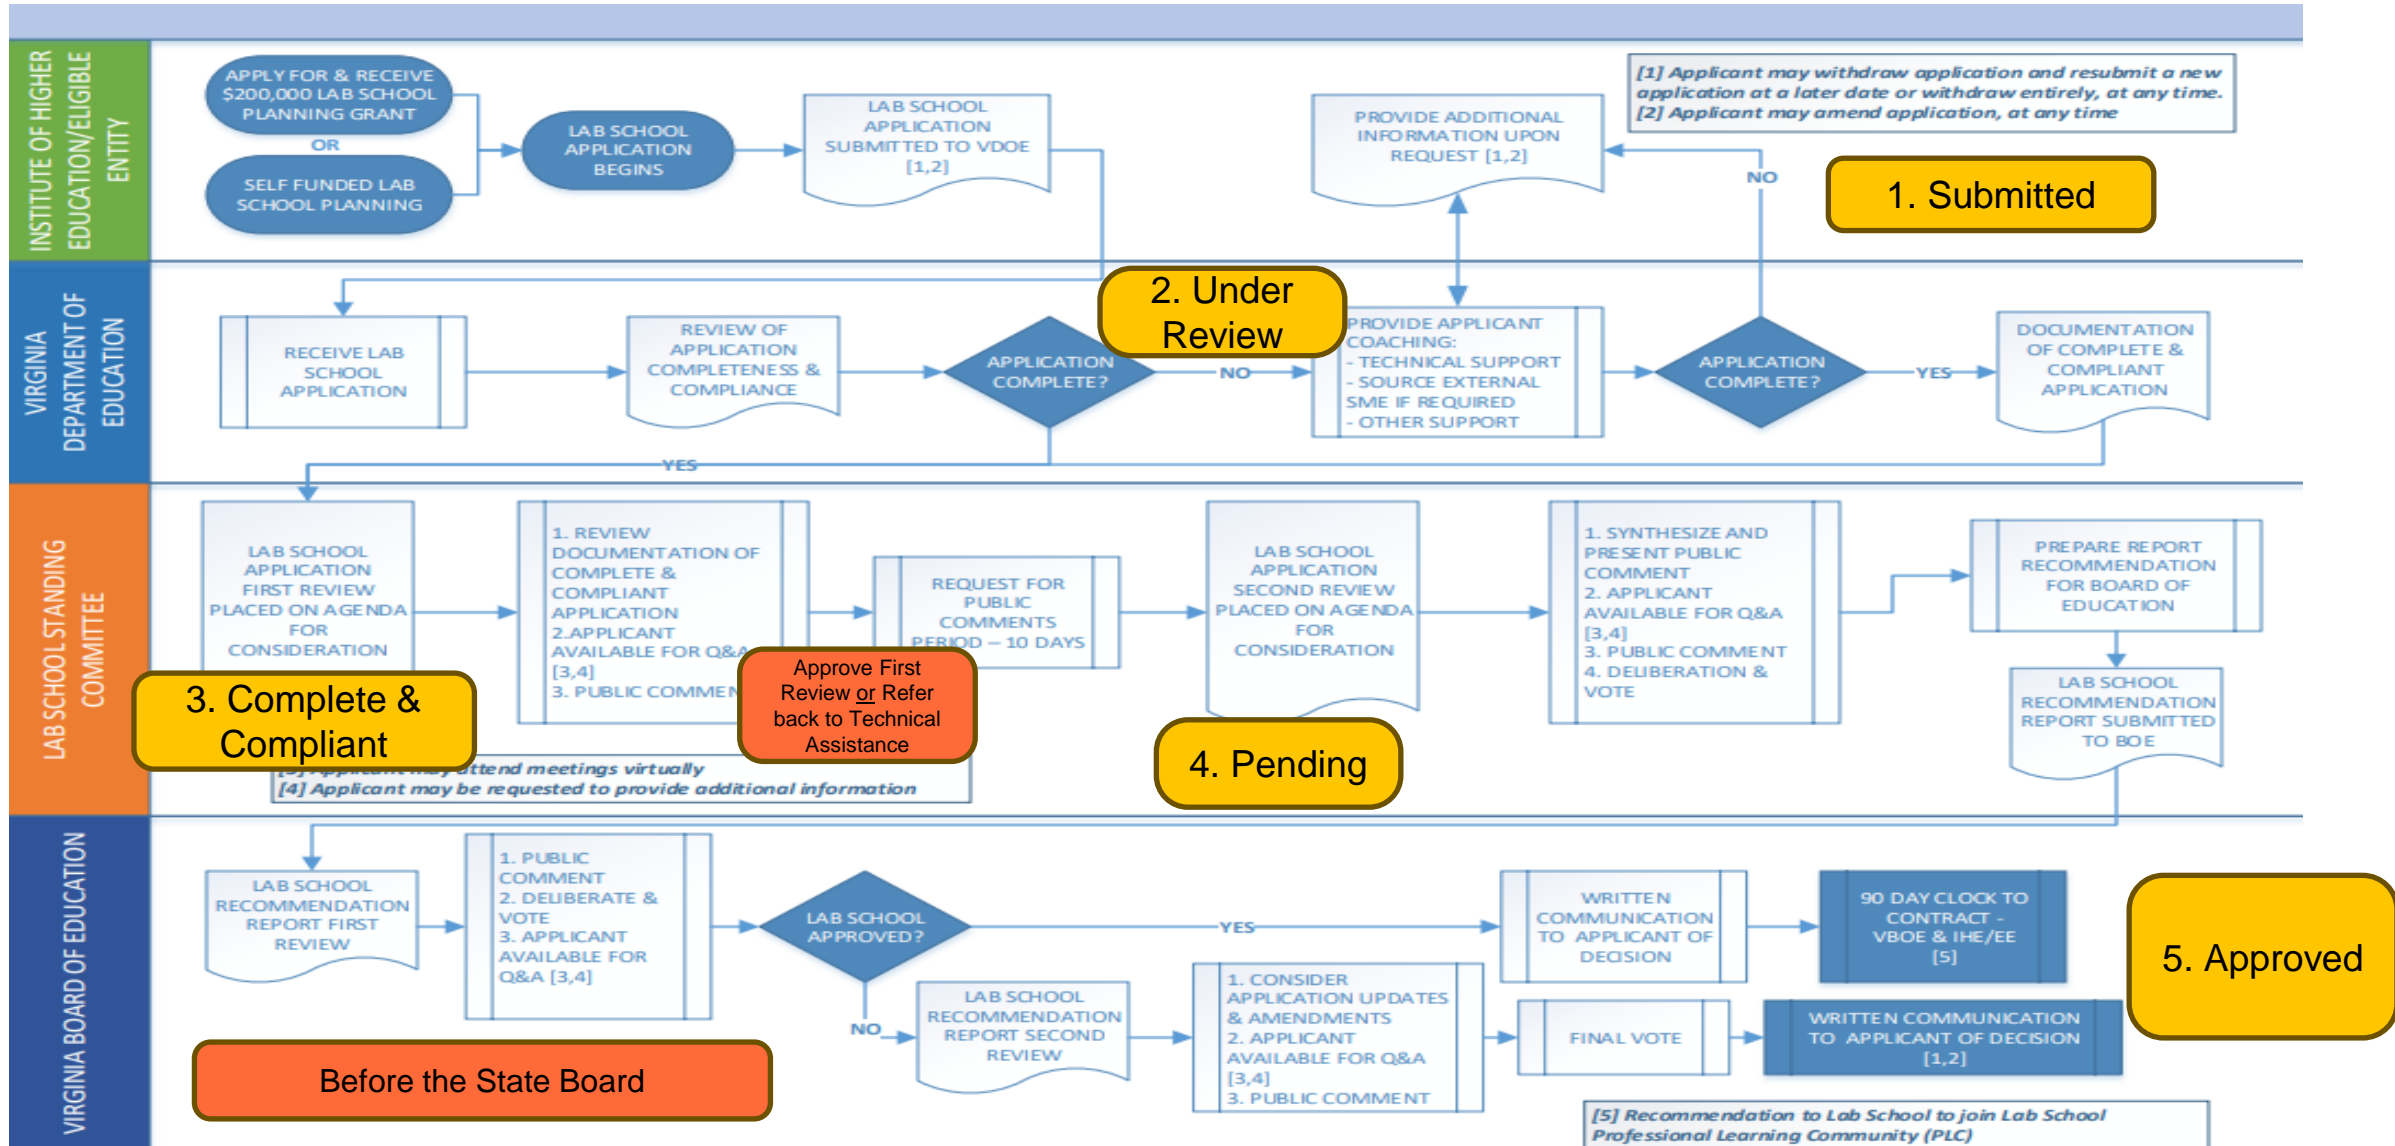 INSTITUTE OF HIGHER
EDUCATION/ELIGIBLE
ENTITY
APPLY FOR & RECEIVE
$200,000 LAB SCHOOL
PLANNING GRANT
OR
SELF FUNDED LAB
SCHOOL PLANNING
LAB SCHOOL
APPLICATION
BEGINS
LAB SCHOOL
APPLICATION
SUBMITTED TO VDOE
[1,2]
PROVIDE ADDITIONAL
INFORMATION UPON
REQUEST [1,2]
[1] Applicant may withdraw application and resubmit a new
application at a later date or withdraw entirely, at any time.
[2] Applicant may amend application, at any time
NO
1. Submitted
VIRGINIA
DEPARTMENT OF
EDUCATION
RECEIVE LAB
SCHOOL
APPLICATION
REVIEW OF
APPLICATION
COMPLETENESS &
COMPLIANCE
APPLICATION
COMPLETE?
2. Under
Review
NO
YES
PROVIDE APPLICANT
COACHING:
- TECHNICAL SUPPORT
- SOURCE EXTERNAL
SME IF REQUIRED
- OTHER SUPPORT
APPLICATION
COMPLETE?
YES
DOCUMENTATION
OF COMPLETE &
COMPLIANT
APPLICATION
LAB SCHOOL STANDING
COMMITTEE
LAB SCHOOL
APPLICATION
FIRST REVIEW
PLACED ON AGENDA
FOR
CONSIDERATION
3. Complete &
Compliant
1. REVIEW
DOCUMENTATION OF
COMPLETE &
COMPLIANT
APPLICATION
2.APPLICANT
AVAILABLE FOR Q&A
[3,4]
3. PUBLIC
REQUEST FOR
PUBLIC
COMMENTS
PERIOD – 10 DAYS
Approve First
Review or Refer
back to Technical
Assistance
LAB SCHOOL
APPLICATION
SECOND REVIEW
PLACED ON AGENDA
FOR
CONSIDERATION
4. Pending
1. SYNTHESIZE AND
PRESENT PUBLIC
COMMENT
2. APPLICANT
AVAILABLE FOR Q&A
[3,4]
3. PUBLIC COMMENT
4. DELIBERATION &
VOTE
PREPARE REPORT
RECOMMENDATION
FOR BOARD OF
EDUCATION
LAB SCHOOL
RECOMMENDATION
REPORT SUBMITTED
TO BOE
[3] Applicant may attend meetings virtually
[4] Applicant may be requested to provide additional information
VIRGINIA BOARD OF EDUCATION
LAB SCHOOL
RECOMMENDATION
REPORT FIRST
REVIEW
1. PUBLIC
COMMENT
2. DELIBERATE &
VOTE
3. APPLICANT
AVAILABLE FOR
Q&A [3,4]
LAB SCHOOL
APPROVED?
YES
WRITTEN
COMMUNICATION
TO APPLICANT OF
DECISION
90 DAY CLOCK TO
CONTRACT -
VBOE & IHE/EE
[5]
5. Approved
NO
LAB SCHOOL
RECOMMENDATION
REPORT SECOND
REVIEW
1. CONSIDER
APPLICATION UPDATES
& AMENDMENTS
2. APPLICANT
AVAILABLE FOR Q&A
[3,4]
3. PUBLIC COMMENT
FINAL VOTE
WRITTEN COMMUNICATION
TO APPLICANT OF DECISION
[1,2]
Before the State Board
[5] Recommendation to Lab School to join Lab School
Professional Learning Community (PLC)